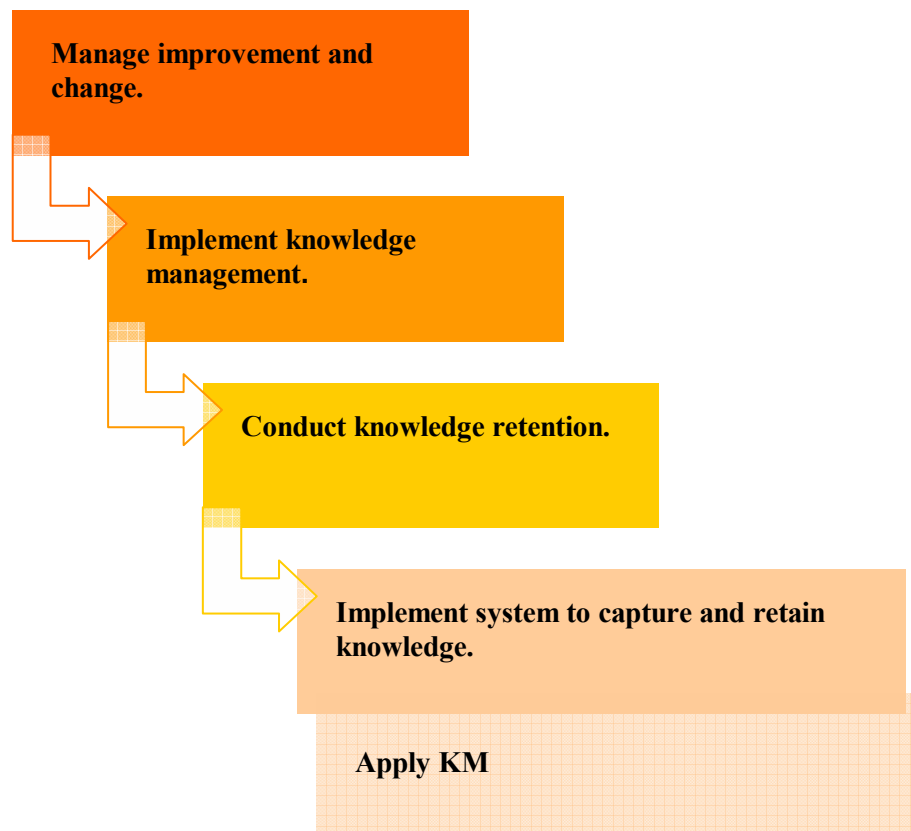 Manage improvement and
change.
Implement knowledge
management.
Conduct knowledge retention.
Implement system to capture and retain
knowledge.
Apply KM